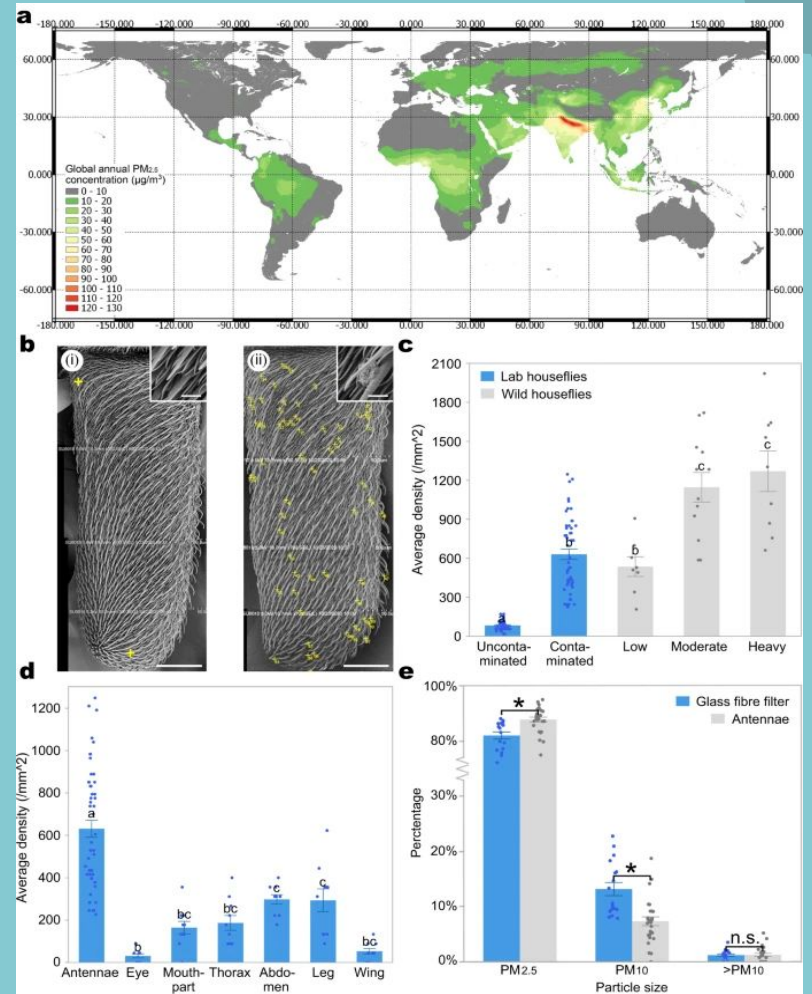 a
-180.000 -150.000 -120.000 -90.000 -60.000 -30.000 0.000 30.000 60.000 90.000 120.000 150.000 180.000
60.000 60.000
30.000 30.000
0.000 0.000
-30.000 -30.000
-60.000 -60.000
Global annual PM2.5
concentration (µg/m³)
0 - 10
10 - 20
20 - 30
30 - 40
40 - 50
50 - 60
60 - 70
70 - 80
80 - 90
90 - 100
100 - 110
110 - 120
120 - 130
-180.000 -150.000 -120.000 -90.000 -60.000 -30.000 0.000 30.000 60.000 90.000 120.000 150.000 180.000
b
(i) (ii)
c
Lab houseflies
Wild houseflies
Average density (/mm^2)
2100
1800
1500
1200
900
600
300
0
a b b c c
Uncontaminated Contaminated Low Moderate Heavy
d
Average density (/mm^2)
1200
1000
800
600
400
200
0
a b bc bc c c bc
Antennae Eye Mouth-part Thorax Abdo-men Leg Wing
e
Glass fibre filter
Antennae
Perctentage
100%
80%
30%
20%
10%
0%
* * n.s.
PM2.5 PM10 >PM10
Particle size